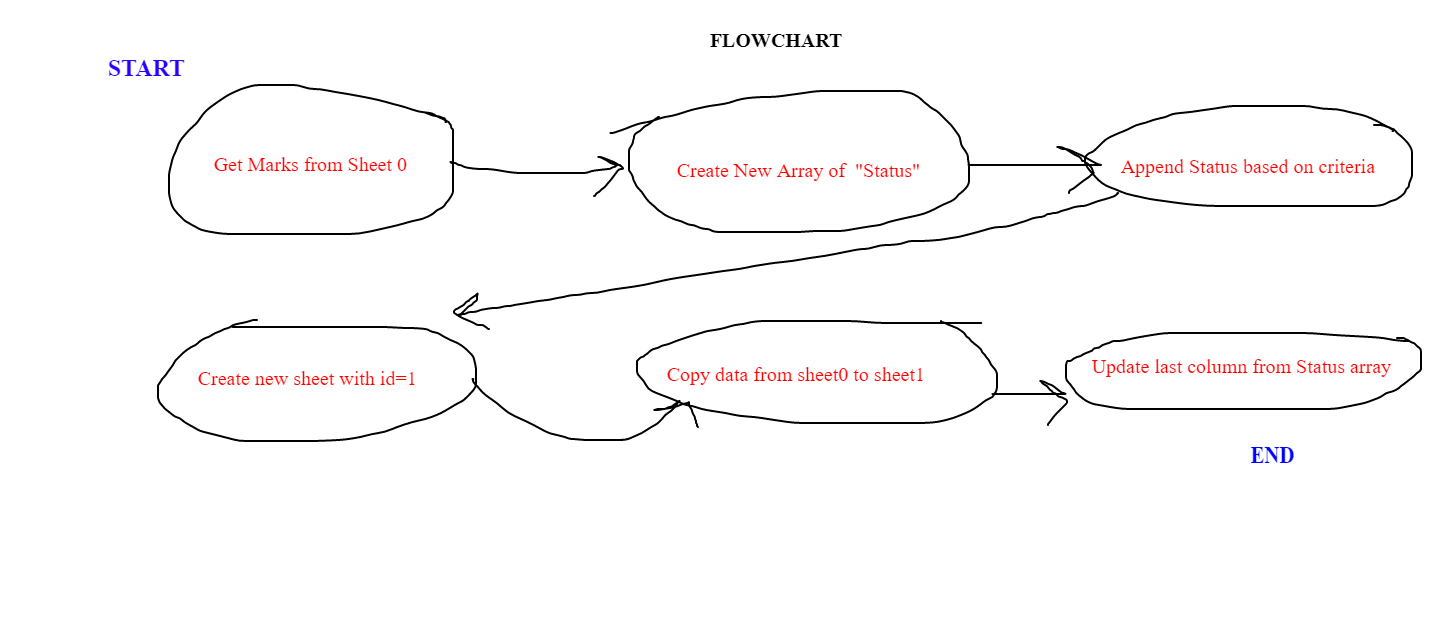 FLOWCHART
START
Get Marks from Sheet 0
Create New Array of "Status"
Append Status based on criteria
Create new sheet with id=1
Copy data from sheet0 to sheet1
Update last column from Status array
END